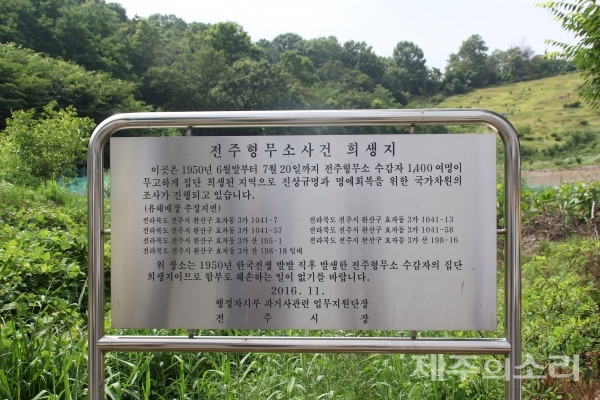 전주형무소사건 희생지
이곳은 1950년 6월말부터 7월 20일까지 전주형무소 수감자 1,400여명이
무고하게 집단 희생된 지역으로 진상규명과 명예회복을 위한 국가차원의
조사가 진행되고 있습니다.
(유해매장 추정지번)
전라북도 전주시 완산구 효자동 3가 1041-7 전라북도 전주시 완산구 효자동 3가 1041-13
전라북도 전주시 완산구 효자동 3가 1041-57 전라북도 전주시 완산구 효자동 3가 1041-58
전라북도 전주시 완산구 효자동 3가 산 195-1 전라북도 전주시 완산구 효자동 3가 산 198-16
전라북도 전주시 완산구 효자동 3가 산 198-18 일대
위 장소는 1950년 한국전쟁 발발 직후 발생한 전주형무소 수감자의 집단
희생지이므로 함부로 훼손하는 일이 없기를 바랍니다.
2016. 11.
행정자치부 과거사관련 업무지원단장
전 주 시 장
제주의소리